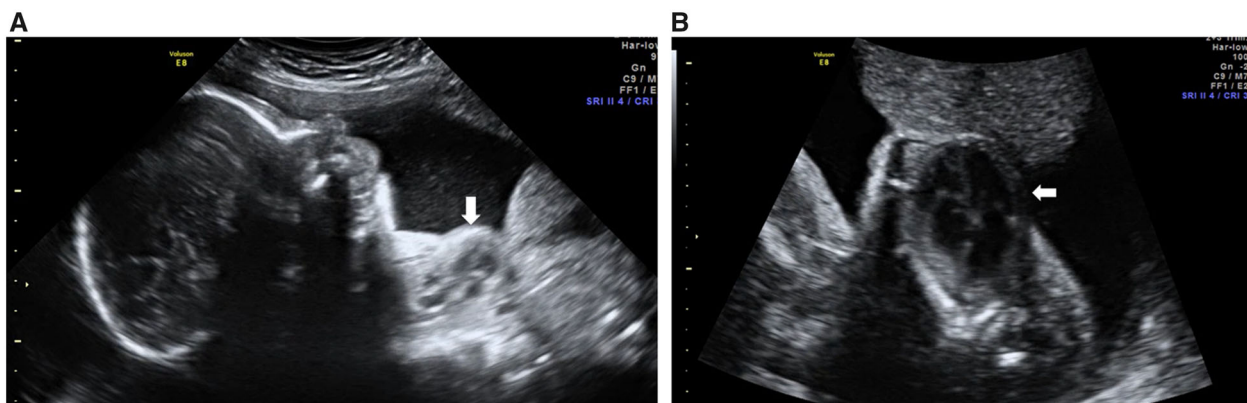 A
Voluson
E8
Har-low
Gn
C9 / M
FF1 / E
SRI II 4 / CRI
B
Voluson
E8
Har-low
100
Gn -2
C9 / M7
FF1 / E2
SRI II 4 / CRI 3